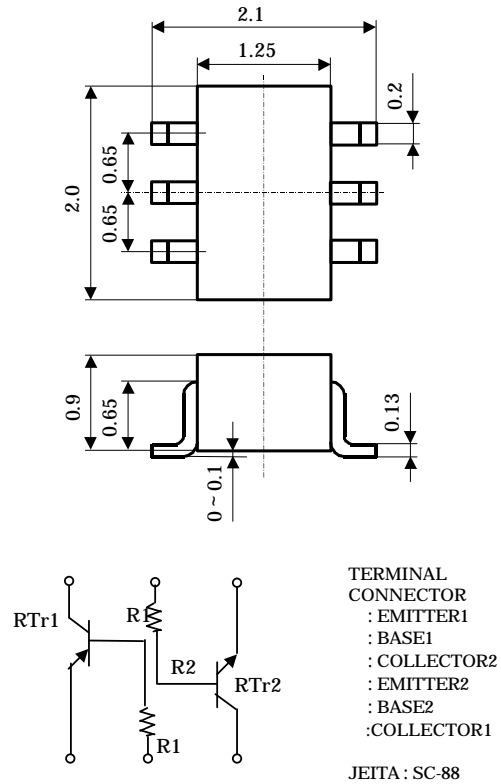 2.1
1.25
0.2
0.65
2.0
0.65
0.9
0.65
0.13
0~0.1
RTr1
R1
R2
RTr2
R1
TERMINAL
CONNECTOR
: EMITTER1
: BASE1
: COLLECTOR2
: EMITTER2
: BASE2
:COLLECTOR1
JEITA : SC-88